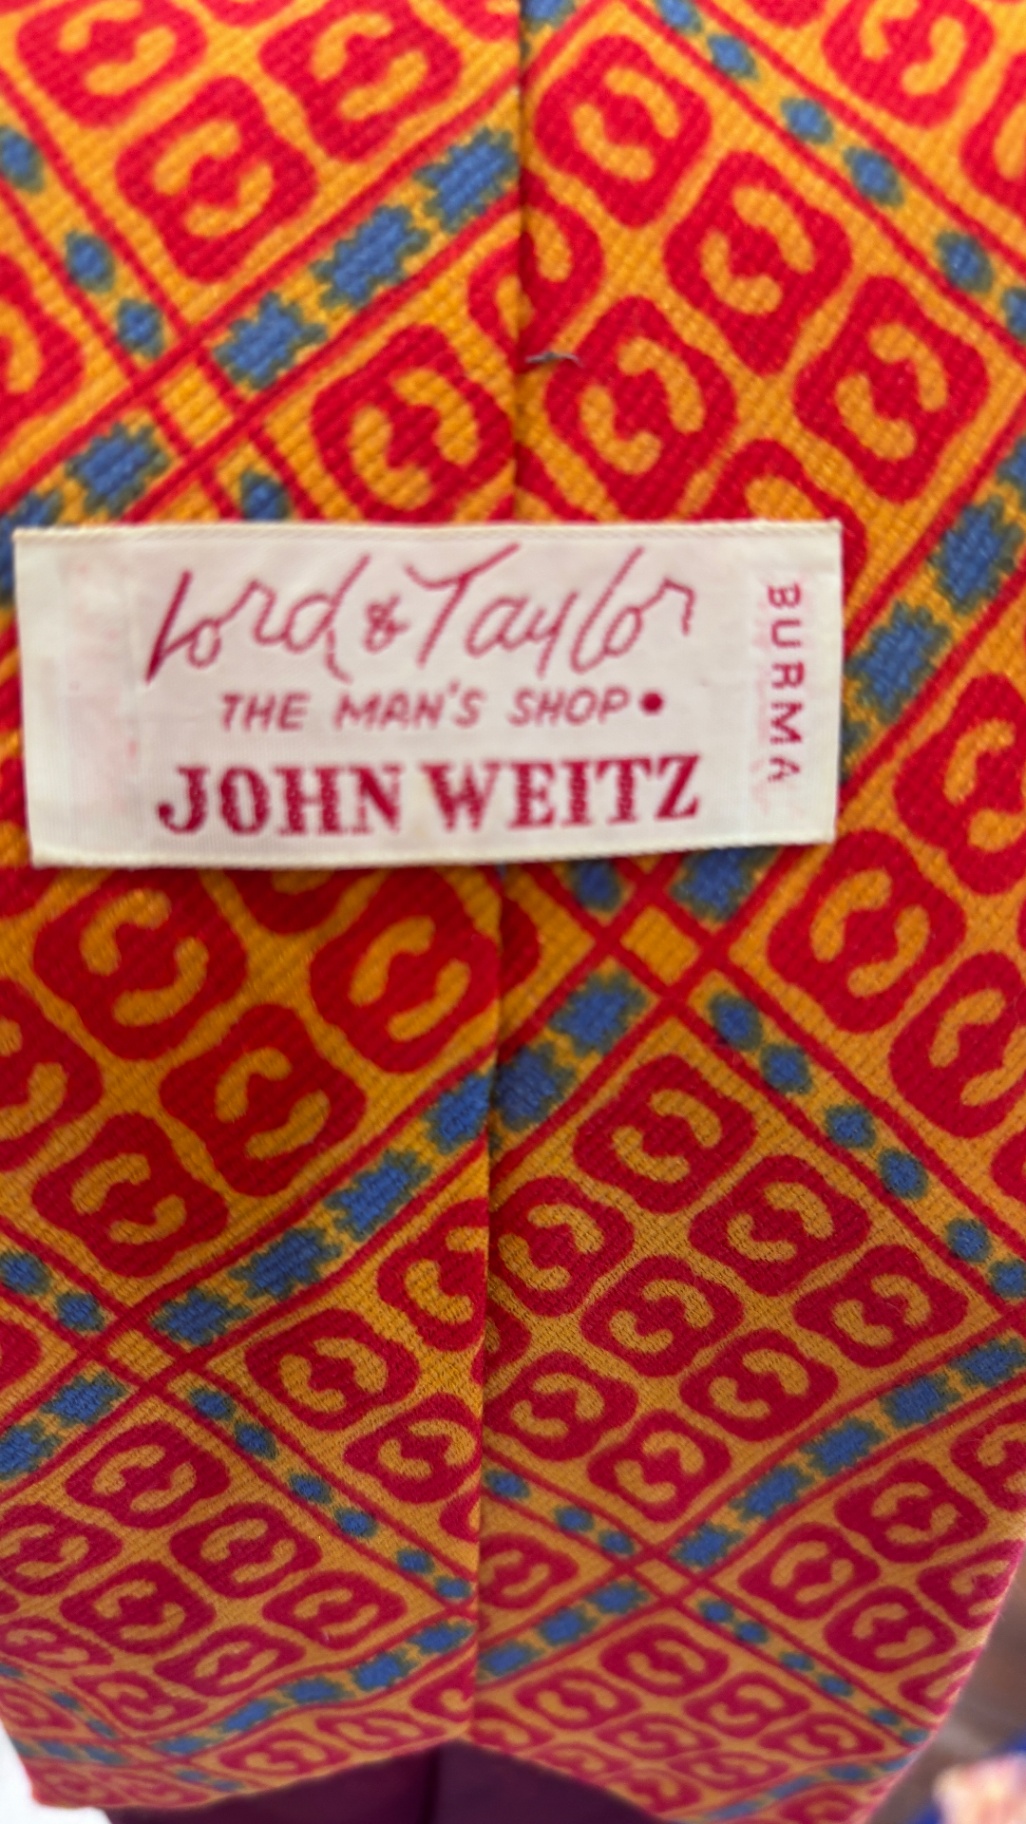 Lord & Taylor
THE MAN'S SHOP•
JOHN WEITZ
BURMA